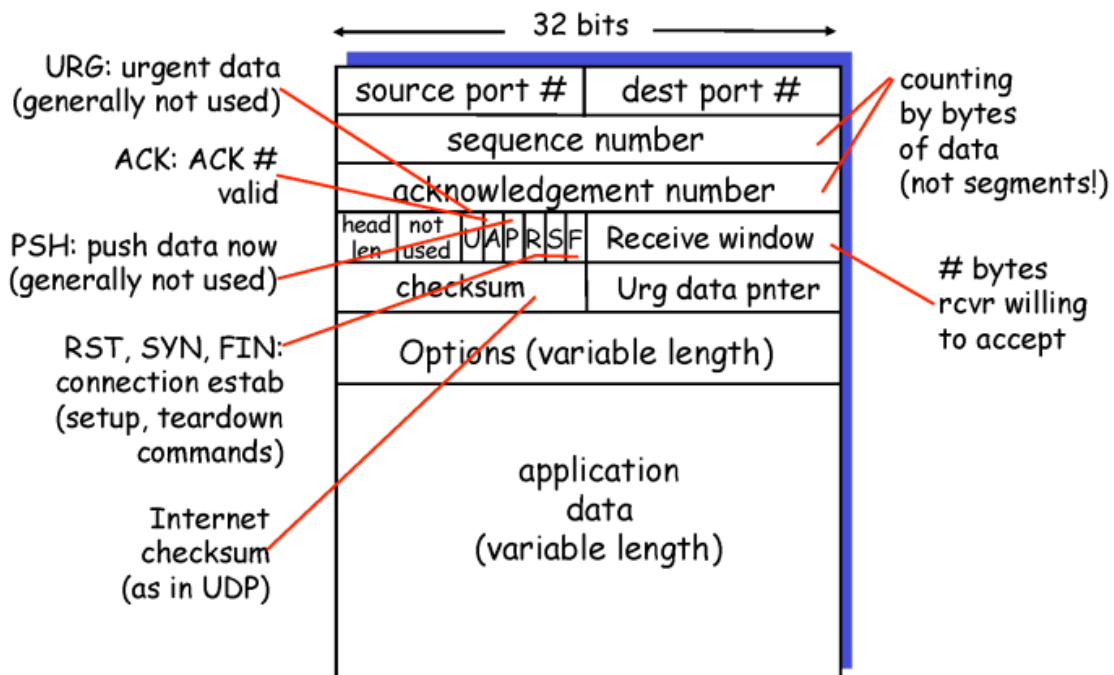 32 bits
URG: urgent data
(generally not used)
ACK: ACK #
valid
PSH: push data now
(generally not used)
RST, SYN, FIN:
connection estab
(setup, teardown
commands)
Internet
checksum
(as in UDP)
source port #
dest port #
sequence number
acknowledgement number
head
len
not
used
U
A
P
R
S
F
Receive window
checksum
Urg data pnter
Options (variable length)
application
data
(variable length)
counting
by bytes
of data
(not segments!)
# bytes
rcvr willing
to accept